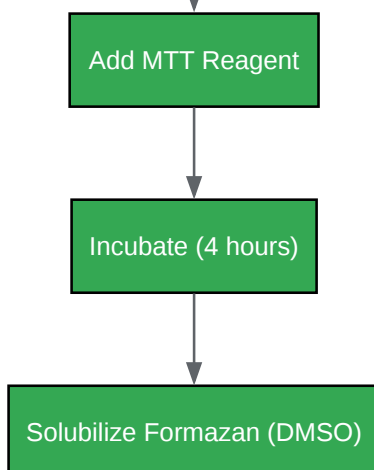 Add MTT Reagent
Incubate (4 hours)
Solubilize Formazan (DMSO)